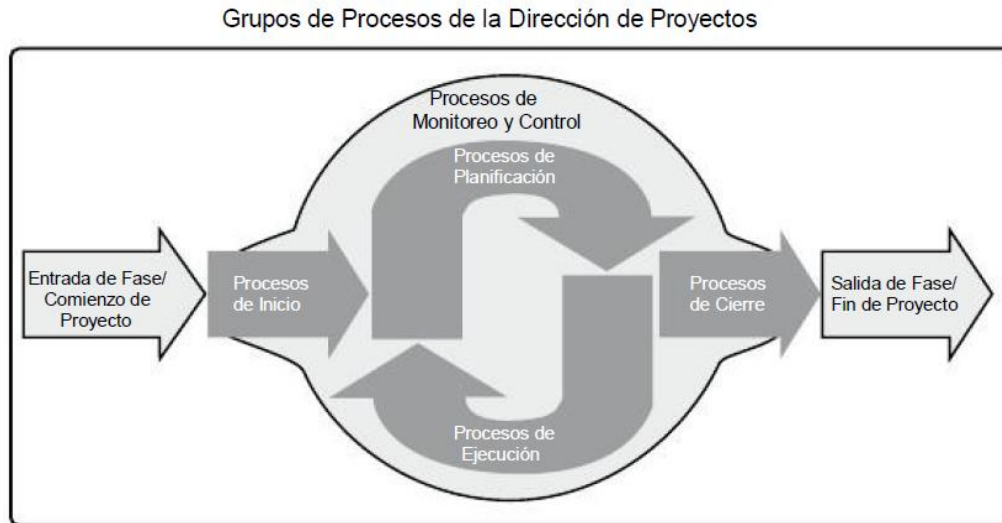 Grupos de Procesos de la Dirección de Proyectos
Procesos de
Monitoreo y Control
Procesos de
Planificación
Entrada de Fase/
Comienzo de
Proyecto
Procesos
de Inicio
Procesos
de Cierre
Salida de Fase/
Fin de Proyecto
Procesos de
Ejecución